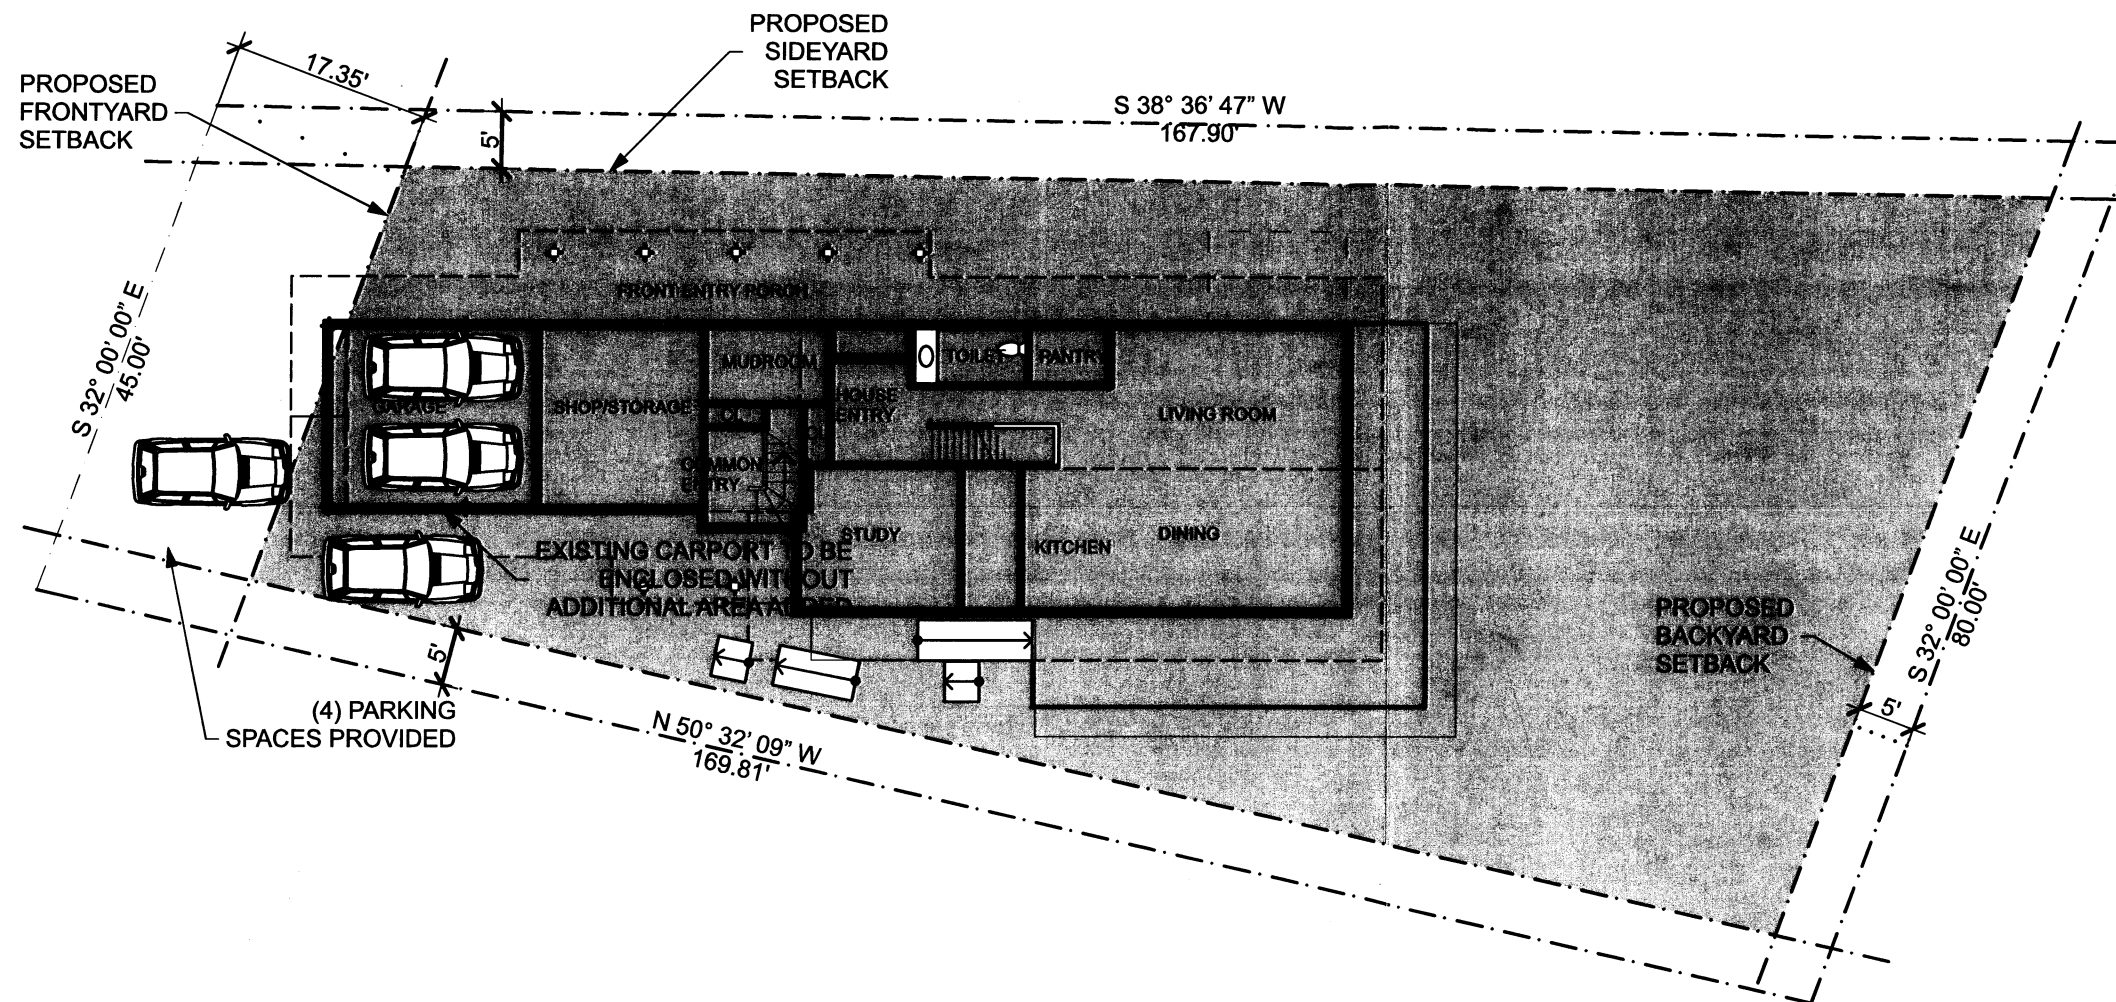 PROPOSED
SIDEYARD
SETBACK
17.35'
PROPOSED
FRONTYARD
SETBACK
S 38° 36' 47" W
167.90'
5'
S 32° 00' 00" E
45.00'
FRONT ENTRY PORCH
MUDROOM
TOILET
PANTRY
GARAGE
SHOP/STORAGE
CL
HOUSE
ENTRY
LIVING ROOM
COMMON
ENTRY
STUDY
KITCHEN
DINING
EXISTING CARPORT TO BE
ENCLOSED WITHOUT
ADDITIONAL AREA ADDED
S 32° 00' 00" E
80.00'
PROPOSED
BACKYARD
SETBACK
5'
5'
(4) PARKING
SPACES PROVIDED
N 50° 32' 09" W
169.81'